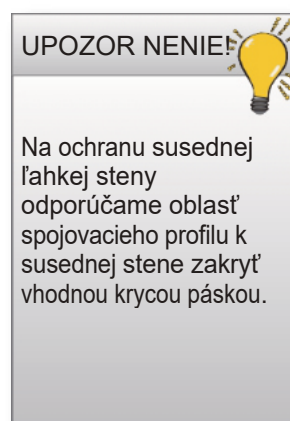 UPOZOR NENIE!
Na ochranu susednej
ľahkej steny
odporúčame oblasť
spojovacieho profilu k
susednej stene zakryť
vhodnou krycou páskou.